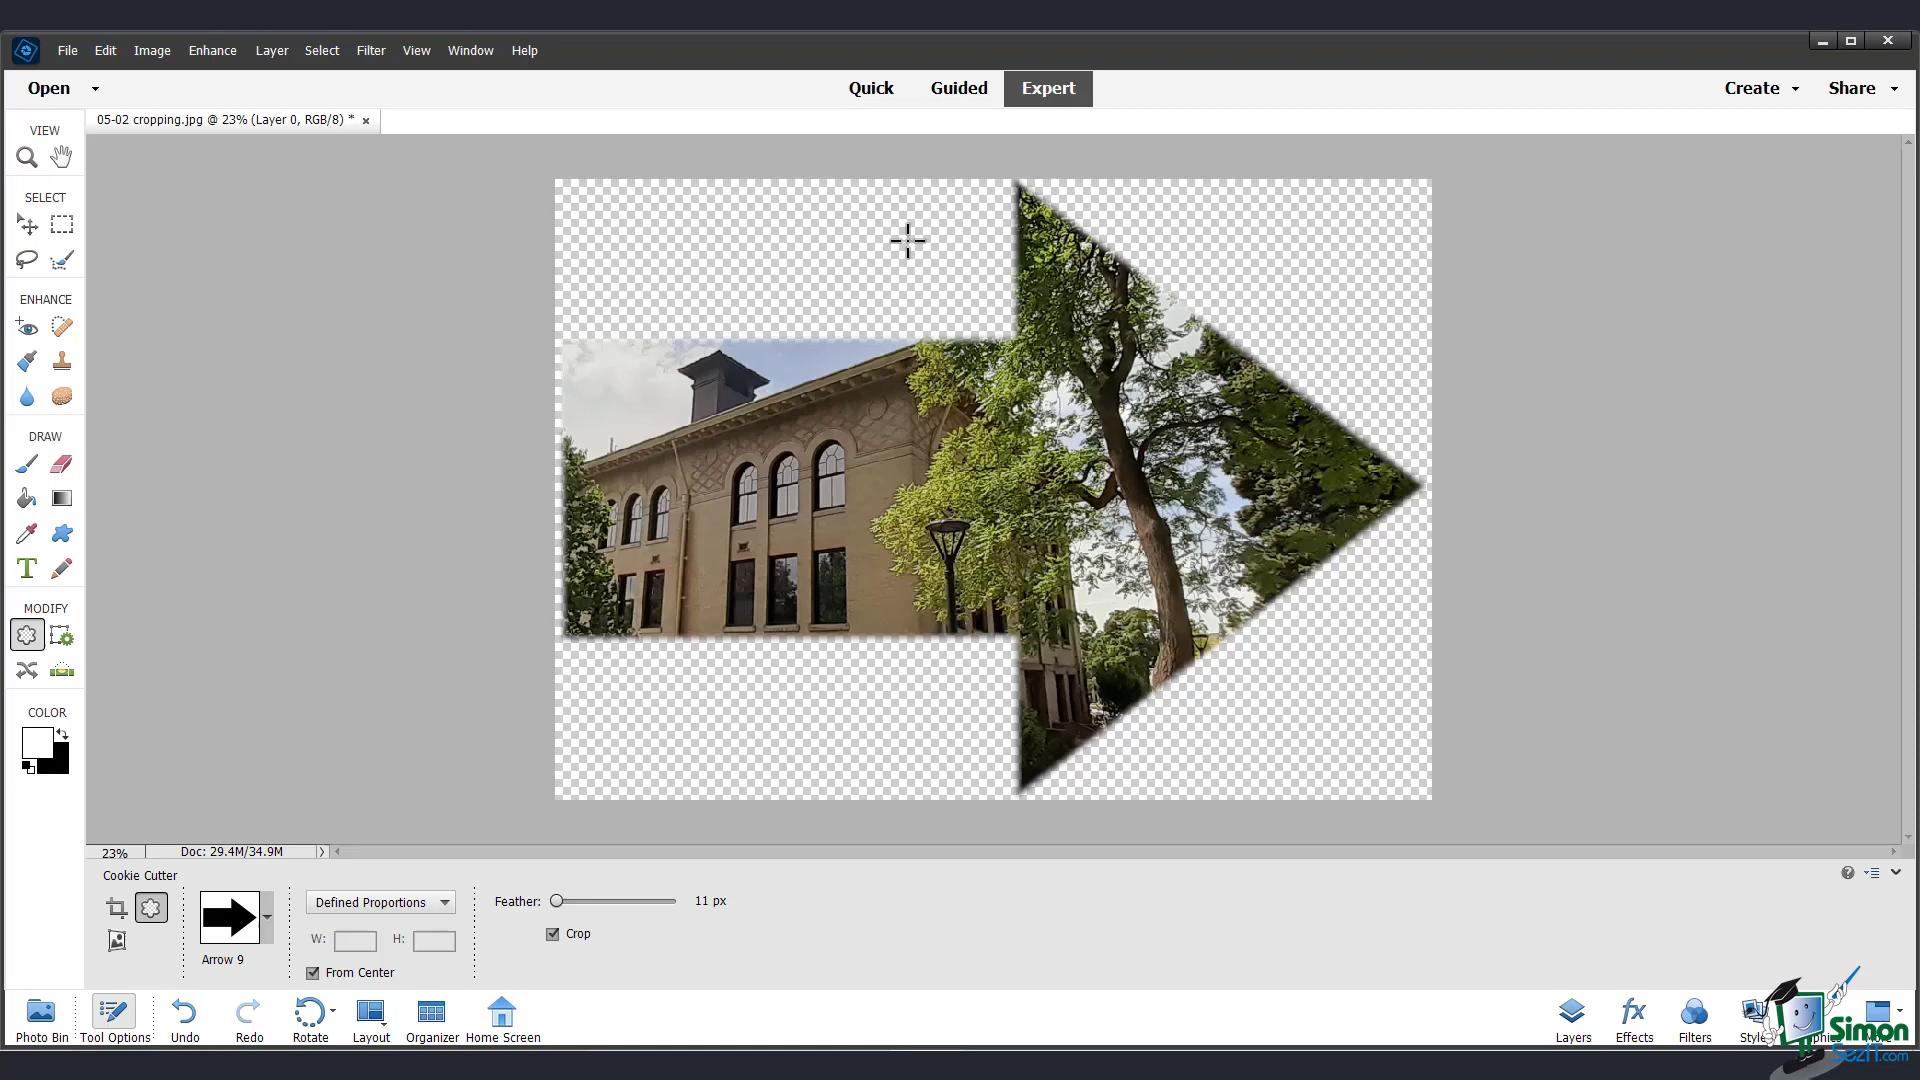 File Edit Image Enhance Layer Select Filter View Window Help
Open Quick Guided Expert Create Share
05-02 cropping.jpg @ 23% (Layer 0, RGB/8) * x
VIEW
SELECT
ENHANCE
DRAW
T
MODIFY
COLOR
23% Doc: 29.4M/34.9M
Cookie Cutter
Defined Proportions Feather: 11 px
W: H: Crop
Arrow 9
From Center
fx
Photo Bin Tool Options Undo Redo Rotate Layout Organizer Home Screen Layers Effects Filters
Simon
SezIT.com